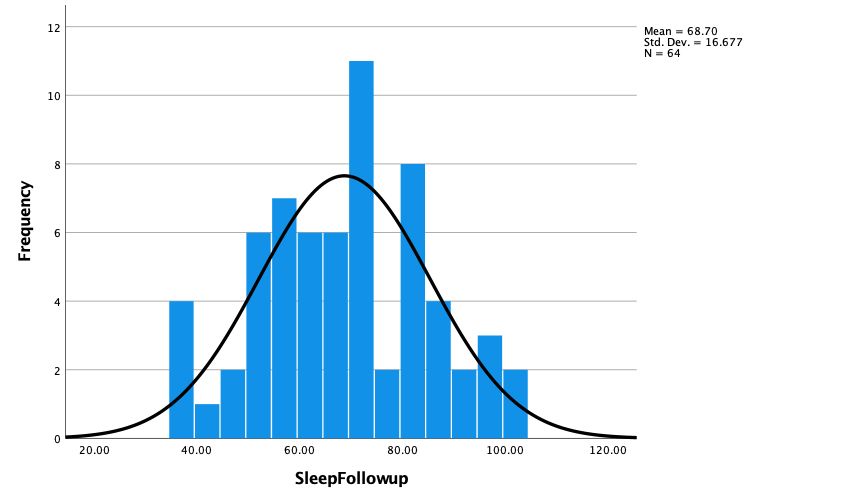 Mean = 68.70
Std. Dev. = 16.677
N = 64
12
10
8
6
4
2
0
20.00 40.00 60.00 80.00 100.00 120.00
Frequency
SleepFollowup